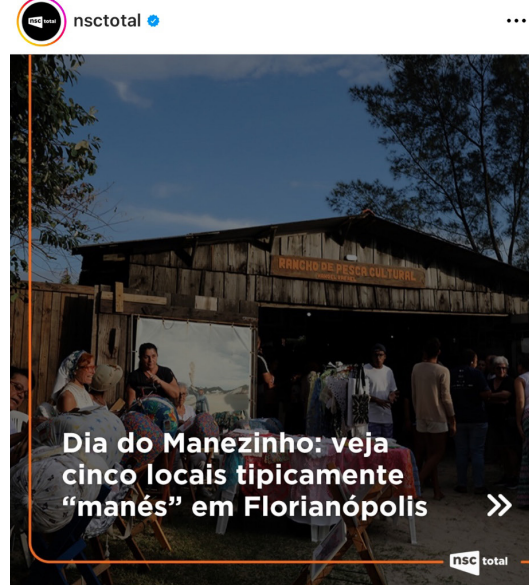 nsc total
nsctotal
RANCHO DE PESCA CULTURAL
Dia do Manezinho: veja
cinco locais tipicamente
“manés” em Florianópolis
nsc total